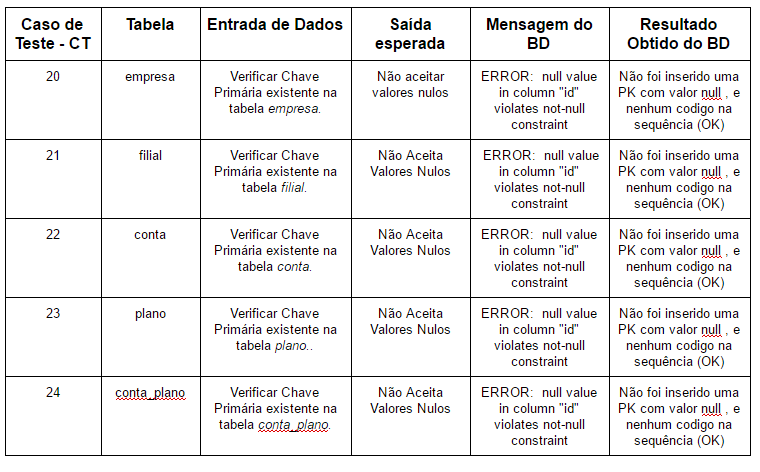 Caso de Teste - CT
Tabela
Entrada de Dados
Saída esperada
Mensagem do BD
Resultado Obtido do BD
20
empresa
Verificar Chave
Primária existente na
tabela empresa.
Não aceitar
valores nulos
ERROR:  null value
in column "id"
violates not-null
constraint
Não foi inserido uma
PK com valor null , e
nenhum codigo na
sequência (OK)
21
filial
Verificar Chave
Primária existente na
tabela filial.
Não Aceita
Valores Nulos
ERROR:  null value
in column "id"
violates not-null
constraint
Não foi inserido uma
PK com valor null , e
nenhum codigo na
sequência (OK)
22
conta
Verificar Chave
Primária existente na
tabela conta.
Não Aceita
Valores Nulos
ERROR:  null value
in column "id"
violates not-null
constraint
Não foi inserido uma
PK com valor null , e
nenhum codigo na
sequência (OK)
23
plano
Verificar Chave
Primária existente na
tabela plano..
Não Aceita
Valores Nulos
ERROR:  null value
in column "id"
violates not-null
constraint
Não foi inserido uma
PK com valor null , e
nenhum codigo na
sequência (OK)
24
conta_plano
Verificar Chave
Primária existente na
tabela conta_plano.
Não Aceita
Valores Nulos
ERROR:  null value
in column "id"
violates not-null
constraint
Não foi inserido uma
PK com valor null , e
nenhum codigo na
sequência (OK)